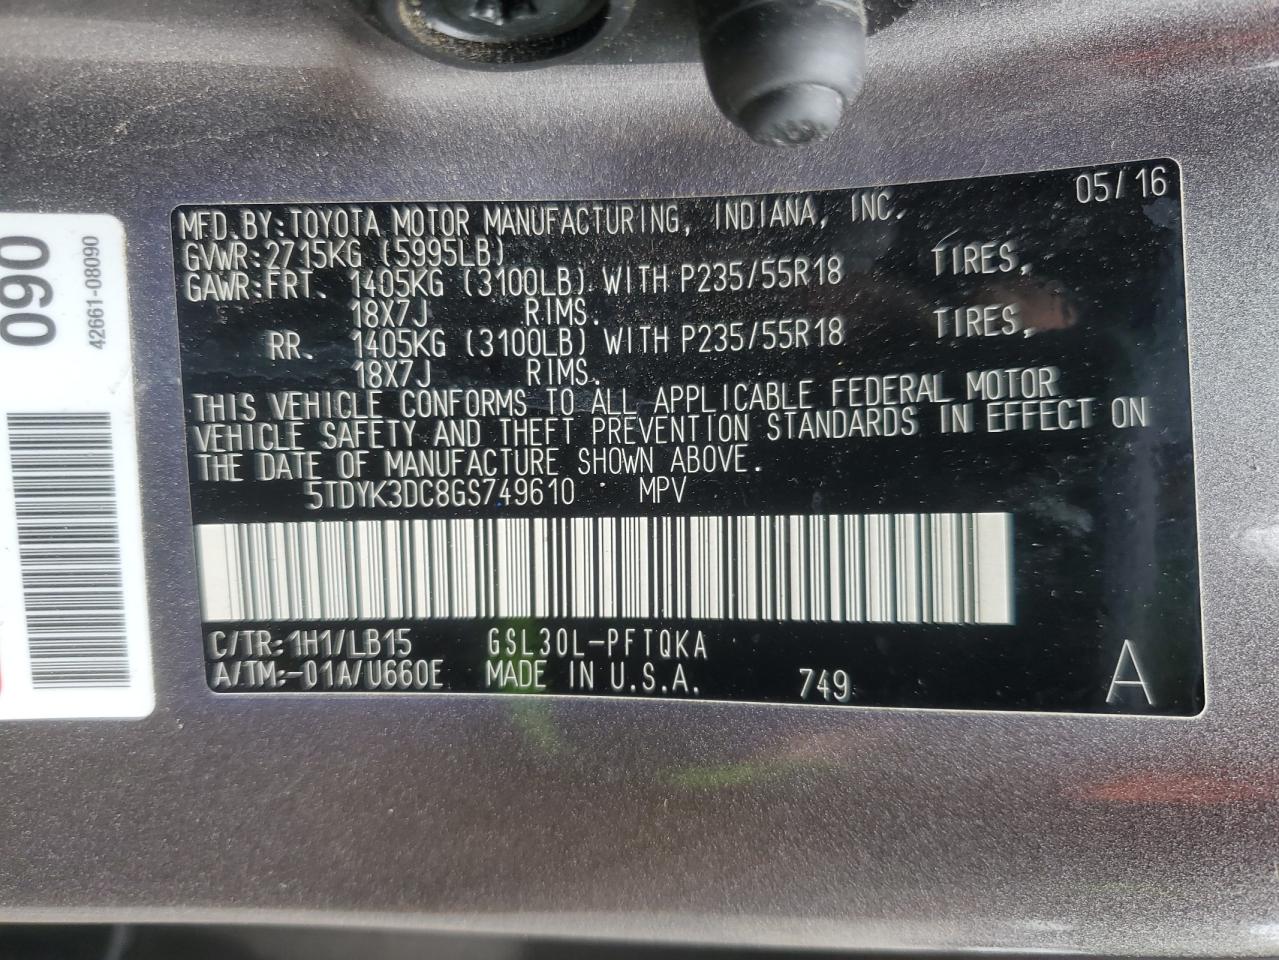 MFD.BY:TOYOTA MOTOR MANUFACTURING, INDIANA, INC. 05/16
GVWR:2715KG (5995LB)
GAWR:FRT. 1405KG (3100LB) WITH P235/55R18 TIRES,
18X7J RIMS.
RR. 1405KG (3100LB) WITH P235/55R18 TIRES,
18X7J RIMS.
THIS VEHICLE CONFORMS TO ALL APPLICABLE FEDERAL MOTOR
VEHICLE SAFETY AND THEFT PREVENTION STANDARDS IN EFFECT ON
THE DATE OF MANUFACTURE SHOWN ABOVE.
5TDYK3DC8GS749610 MPV
C/TR:1H1/LB15 GSL30L-PFTQKA
A/TM:-01A/U660E MADE IN U.S.A. 749 A
090
42661-08090